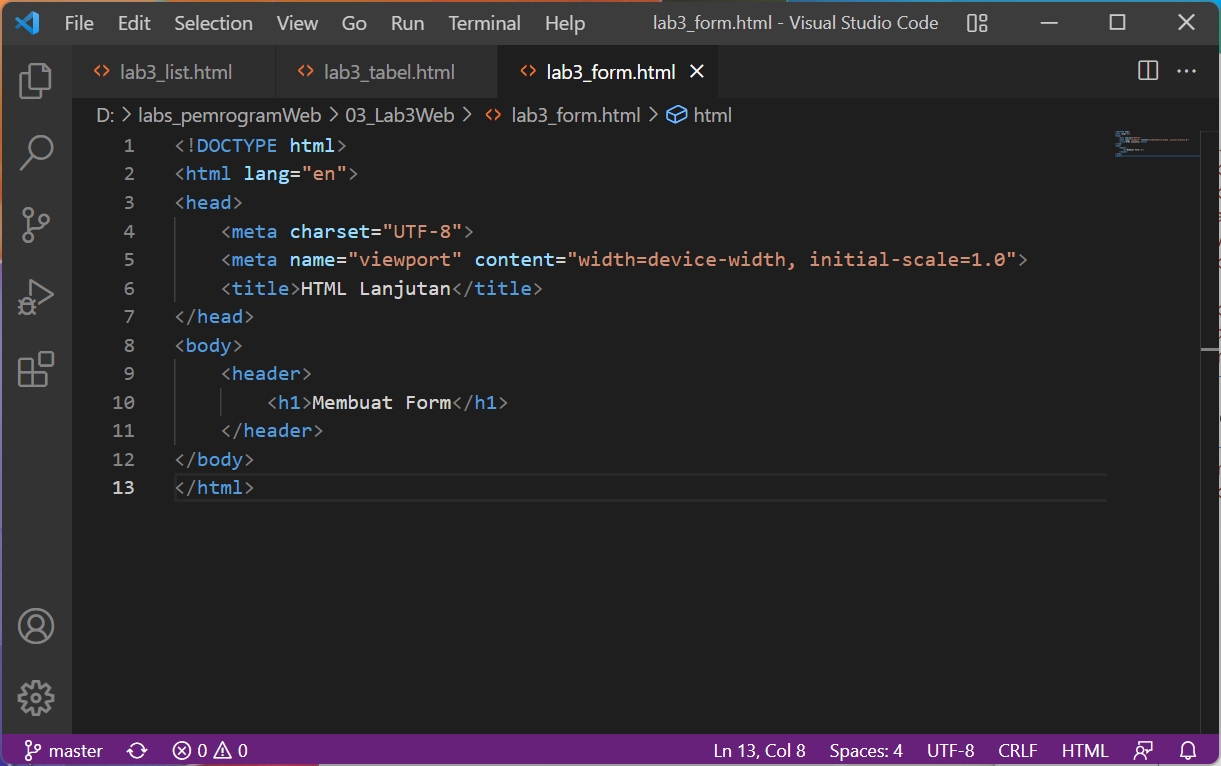 File Edit Selection View Go Run Terminal Help lab3_form.html - Visual Studio Code
lab3_list.html lab3_tabel.html lab3_form.html
D: > labs_pemrogramWeb > 03_Lab3Web > lab3_form.html > html
1 <!DOCTYPE html>
2 <html lang="en">
3 <head>
4     <meta charset="UTF-8">
5     <meta name="viewport" content="width=device-width, initial-scale=1.0">
6     <title>HTML Lanjutan</title>
7 </head>
8 <body>
9     <header>
10         <h1>Membuat Form</h1>
11     </header>
12 </body>
13 </html>
master 0 0 Ln 13, Col 8 Spaces: 4 UTF-8 CRLF HTML